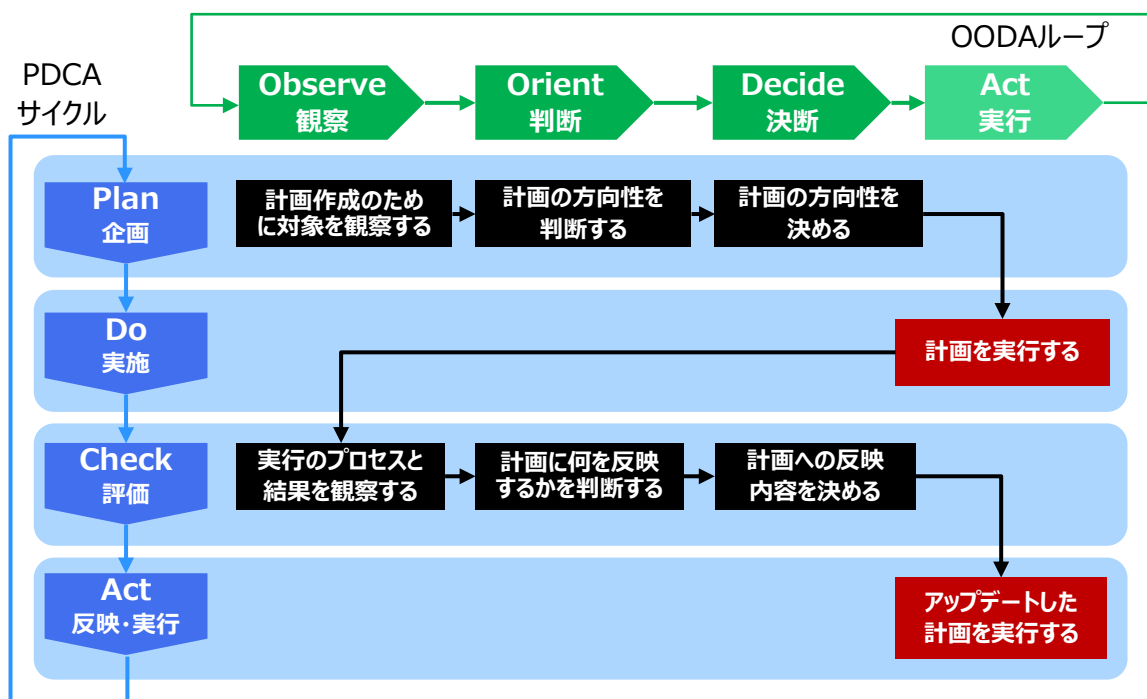 OODAループ
PDCA
サイクル
Observe
観察
Orient
判断
Decide
決断
Act
実行
Plan
企画
計画作成のため
に対象を観察する
計画の方向性を
判断する
計画の方向性を
決める
Do
実施
計画を実行する
Check
評価
実行のプロセスと
結果を観察する
計画に何を反映
するかを判断する
計画への反映
内容を決める
Act
反映・実行
アップデートした
計画を実行する